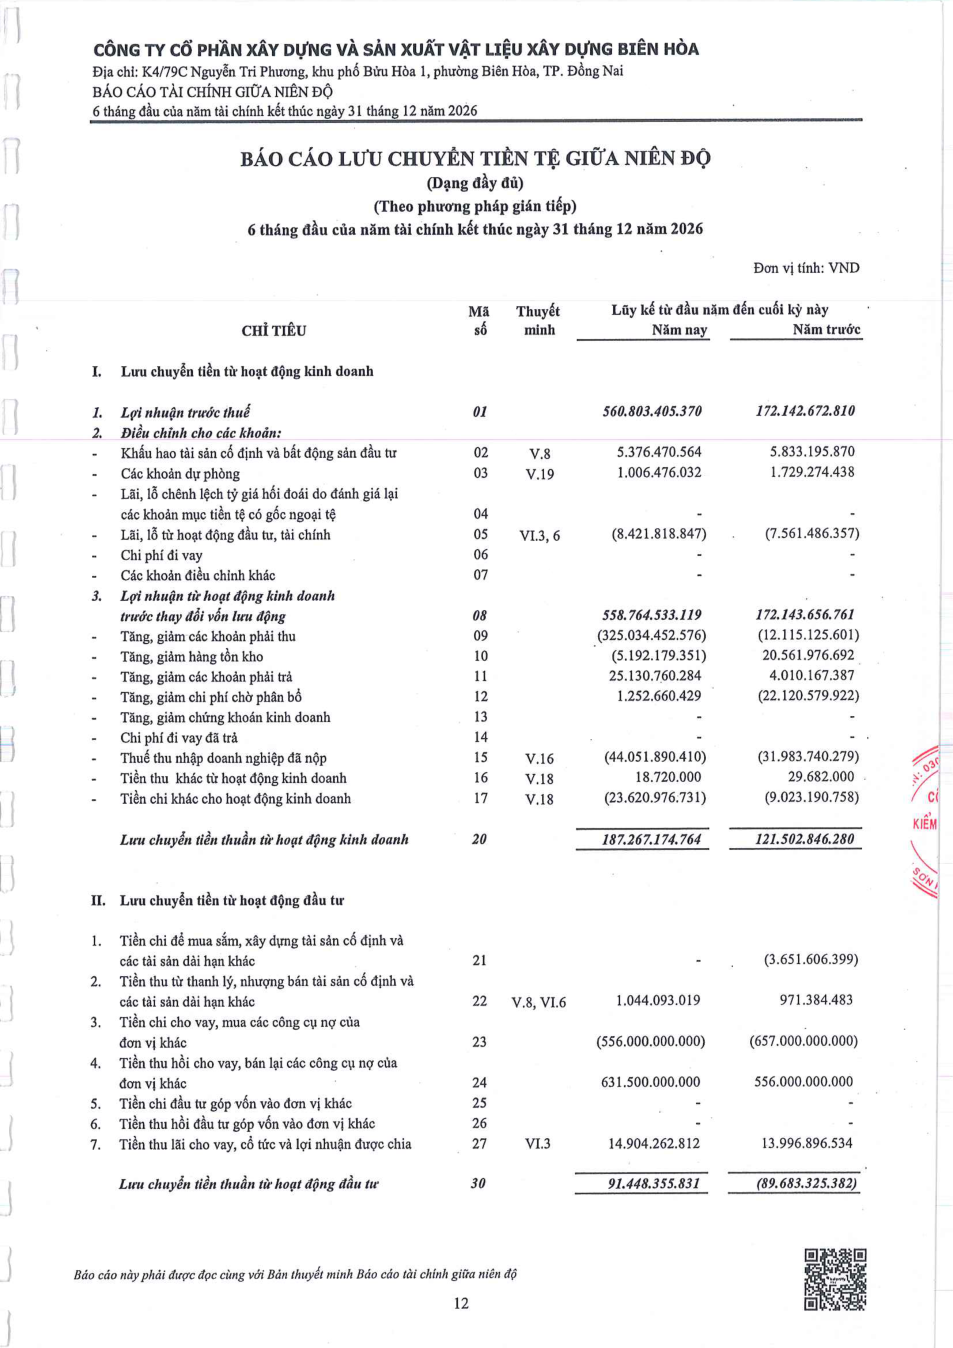 CÔNG TY CỔ PHẦN XÂY DỰNG VÀ SẢN XUẤT VẬT LIỆU XÂY DỰNG BIÊN HÒA
Địa chỉ: K4/79C Nguyễn Tri Phương, khu phố Bửu Hòa 1, phường Biên Hòa, TP. Đồng Nai
BÁO CÁO TÀI CHÍNH GIỮA NIÊN ĐỘ
6 tháng đầu của năm tài chính kết thúc ngày 31 tháng 12 năm 2026
BÁO CÁO LƯU CHUYỂN TIỀN TỆ GIỮA NIÊN ĐỘ
(Dạng đầy đủ)
(Theo phương pháp gián tiếp)
6 tháng đầu của năm tài chính kết thúc ngày 31 tháng 12 năm 2026
Đơn vị tính: VND
Mã Thuyết Lũy kế từ đầu năm đến cuối kỳ này
CHỈ TIÊU số minh Năm nay Năm trước
I. Lưu chuyển tiền từ hoạt động kinh doanh
1. Lợi nhuận trước thuế 01 560.803.405.370 172.142.672.810
2. Điều chỉnh cho các khoản:
- Khấu hao tài sản cố định và bất động sản đầu tư 02 V.8 5.376.470.564 5.833.195.870
- Các khoản dự phòng 03 V.19 1.006.476.032 1.729.274.438
- Lãi, lỗ chênh lệch tỷ giá hối đoái do đánh giá lại
các khoản mục tiền tệ có gốc ngoại tệ 04 - -
- Lãi, lỗ từ hoạt động đầu tư, tài chính 05 VI.3, 6 (8.421.818.847) (7.561.486.357)
- Chi phí đi vay 06 - -
- Các khoản điều chỉnh khác 07 - -
3. Lợi nhuận từ hoạt động kinh doanh
trước thay đổi vốn lưu động 08 558.764.533.119 172.143.656.761
- Tăng, giảm các khoản phải thu 09 (325.034.452.576) (12.115.125.601)
- Tăng, giảm hàng tồn kho 10 (5.192.179.351) 20.561.976.692
- Tăng, giảm các khoản phải trả 11 25.130.760.284 4.010.167.387
- Tăng, giảm chi phí chờ phân bổ 12 1.252.660.429 (22.120.579.922)
- Tăng, giảm chứng khoán kinh doanh 13 - -
- Chi phí đi vay đã trả 14 - -
- Thuế thu nhập doanh nghiệp đã nộp 15 V.16 (44.051.890.410) (31.983.740.279)
- Tiền thu khác từ hoạt động kinh doanh 16 V.18 18.720.000 29.682.000
- Tiền chi khác cho hoạt động kinh doanh 17 V.18 (23.620.976.731) (9.023.190.758)
Lưu chuyển tiền thuần từ hoạt động kinh doanh 20 187.267.174.764 121.502.846.280
II. Lưu chuyển tiền từ hoạt động đầu tư
1. Tiền chi để mua sắm, xây dựng tài sản cố định và
các tài sản dài hạn khác 21 - (3.651.606.399)
2. Tiền thu từ thanh lý, nhượng bán tài sản cố định và
các tài sản dài hạn khác 22 V.8, VI.6 1.044.093.019 971.384.483
3. Tiền chi cho vay, mua các công cụ nợ của
đơn vị khác 23 (556.000.000.000) (657.000.000.000)
4. Tiền thu hồi cho vay, bán lại các công cụ nợ của
đơn vị khác 24 631.500.000.000 556.000.000.000
5. Tiền chi đầu tư góp vốn vào đơn vị khác 25 - -
6. Tiền thu hồi đầu tư góp vốn vào đơn vị khác 26 - -
7. Tiền thu lãi cho vay, cổ tức và lợi nhuận được chia 27 VI.3 14.904.262.812 13.996.896.534
Lưu chuyển tiền thuần từ hoạt động đầu tư 30 91.448.355.831 (89.683.325.382)
Báo cáo này phải được đọc cùng với Bản thuyết minh Báo cáo tài chính giữa niên độ
12
KIỂM